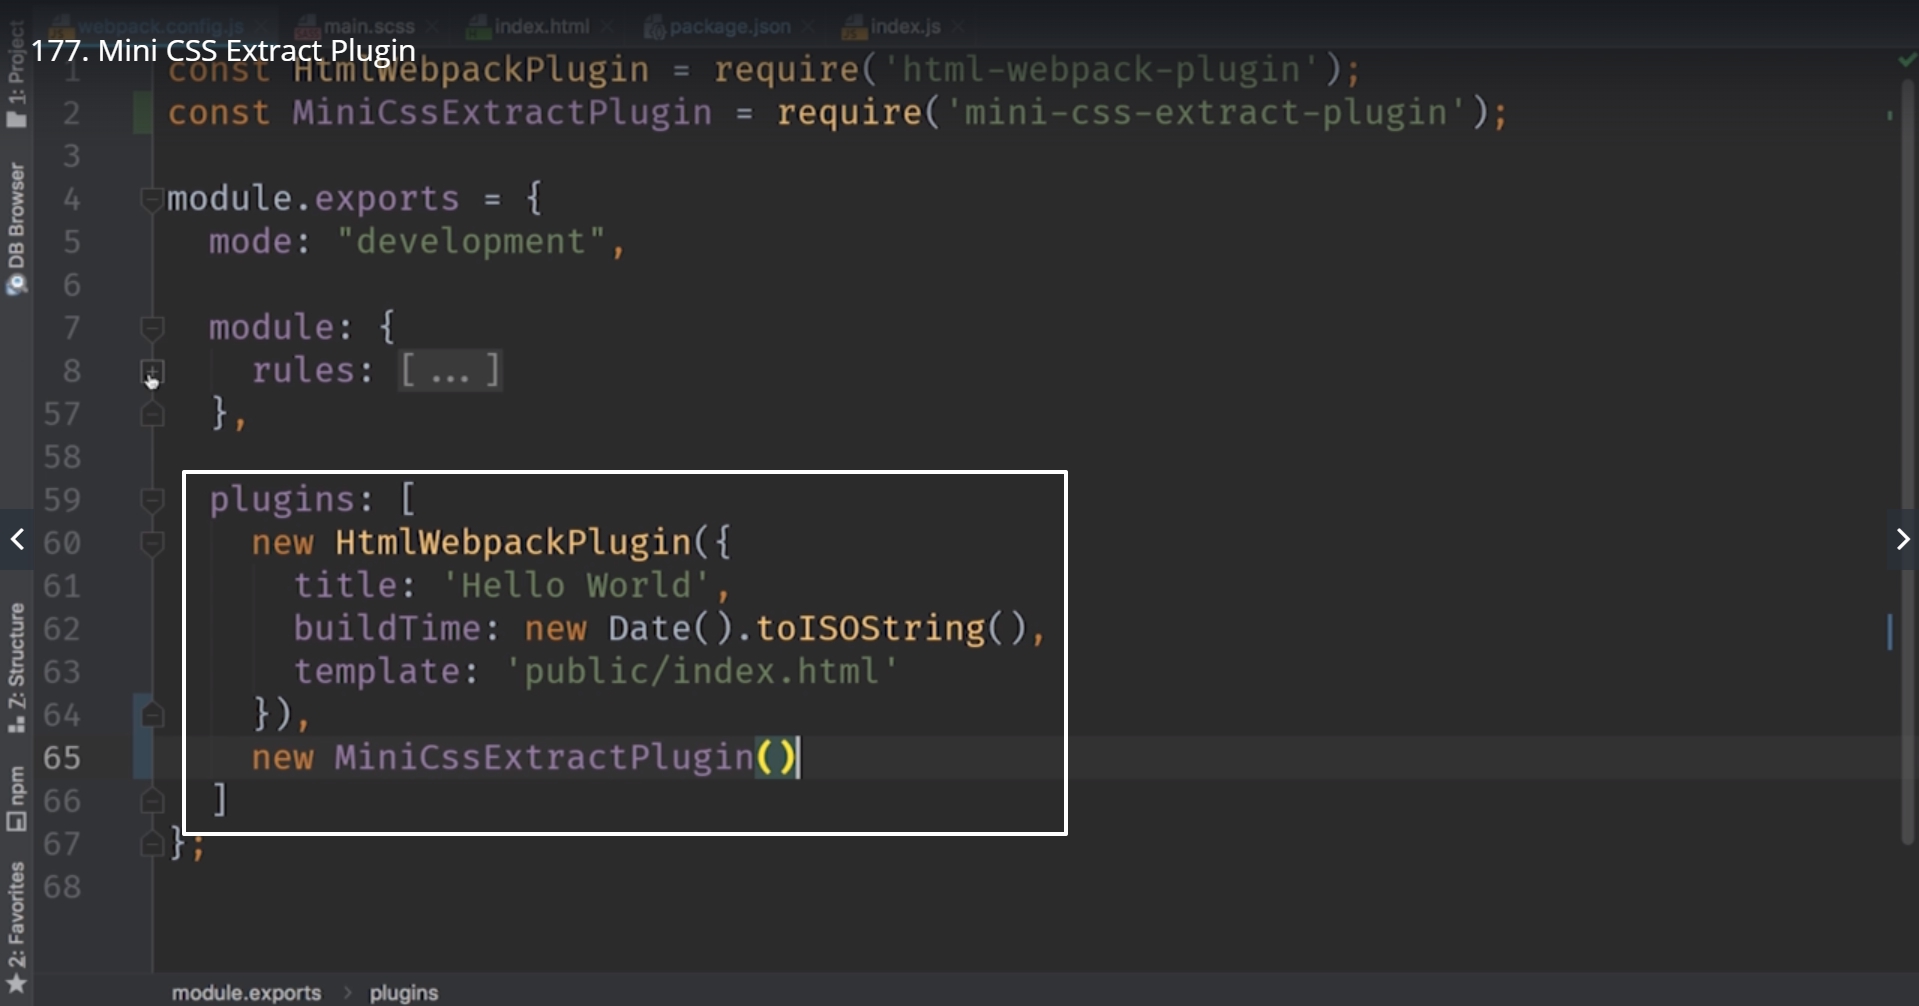 webpack.config.js
main.scss
index.html
package.json
index.js
177. Mini CSS Extract Plugin
1: Project
DB Browser
Z: Structure
npm
2: Favorites
1 const HtmlWebpackPlugin = require('html-webpack-plugin');
2 const MiniCssExtractPlugin = require('mini-css-extract-plugin');
3
4 module.exports = {
5 mode: "development",
6
7 module: {
8 rules: [ ... ]
57 },
58
59 plugins: [
60 new HtmlWebpackPlugin({
61 title: 'Hello World',
62 buildTime: new Date().toISOString(),
63 template: 'public/index.html'
64 }),
65 new MiniCssExtractPlugin()
66 ]
67 };
68
module.exports > plugins